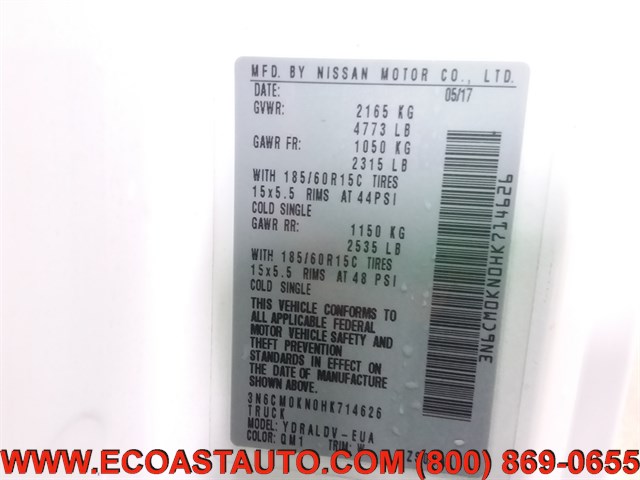 MFD. BY NISSAN MOTOR CO., LTD.
DATE: 05/17
GVWR: 2165 KG
4773 LB
GAWR FR: 1050 KG
2315 LB
WITH 185/60R15C TIRES
15x5.5 RIMS AT 44PSI
COLD SINGLE
GAWR RR: 1150 KG
2535 LB
WITH 185/60R15C TIRES
15x5.5 RIMS AT 48 PSI
COLD SINGLE
THIS VEHICLE CONFORMS TO
ALL APPLICABLE FEDERAL
MOTOR VEHICLE SAFETY AND
THEFT PREVENTION
STANDARDS IN EFFECT ON
THE DATE OF MANUFACTURE
SHOWN ABOVE.
3N6CM0KN0HK714626
TRUCK
MODEL: YDRALDV-EUA
COLOR: QM1 TRIM: W
3N6CM0KN0HK714626
WWW.ECOASTAUTO.COM (800) 869-0655